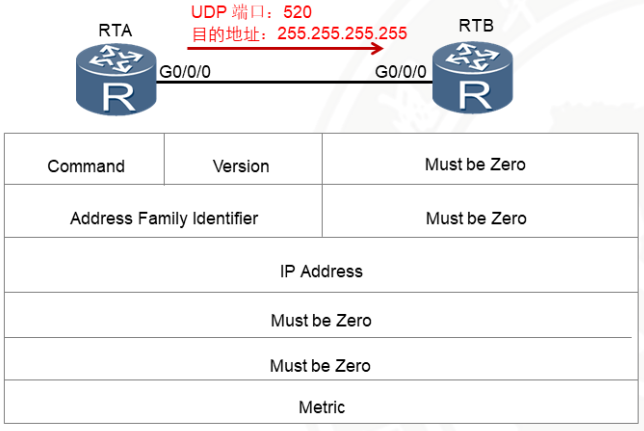 UDP 端口：520
目的地址：255.255.255.255
RTA
RTB
G0/0/0
G0/0/0
R
R
Command
Version
Must be Zero
Address Family Identifier
Must be Zero
IP Address
Must be Zero
Must be Zero
Metric